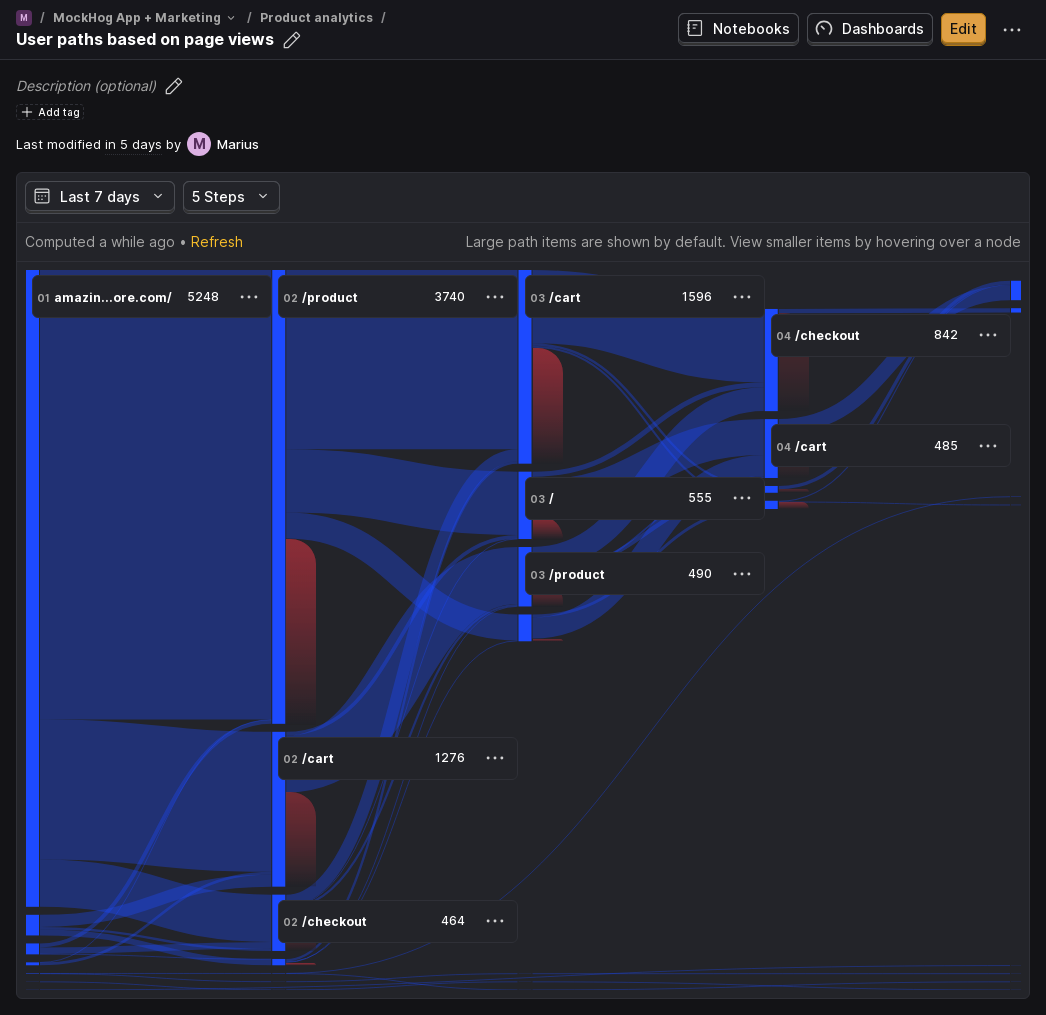 M / MockHog App + Marketing / Product analytics /
User paths based on page views
Notebooks
Dashboards
Edit
Description (optional)
Add tag
Last modified in 5 days by M Marius
Last 7 days
5 Steps
Computed a while ago • Refresh
Large path items are shown by default. View smaller items by hovering over a node
01 amazin...ore.com/ 5248
02 /product 3740
03 /cart 1596
04 /checkout 842
04 /cart 485
03 / 555
03 /product 490
02 /cart 1276
02 /checkout 464